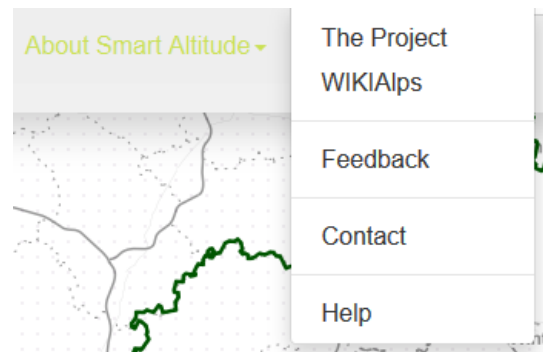 About Smart Altitude
The Project
WIKIAlps
Feedback
Contact
Help